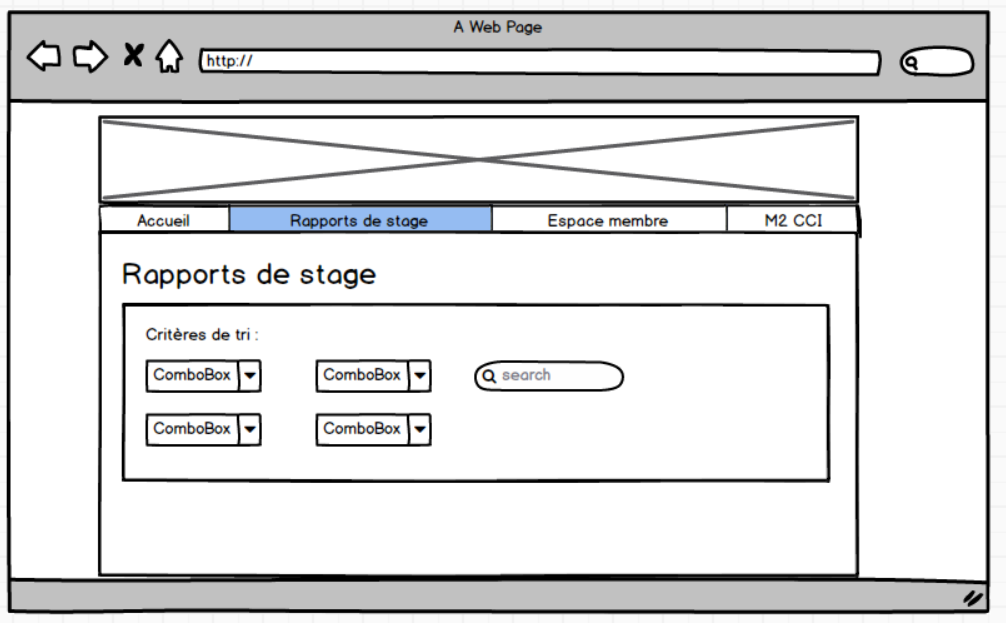 A Web Page
http://
Accueil Rapports de stage Espace membre M2 CCI
Rapports de stage
Critères de tri :
ComboBox ComboBox search
ComboBox ComboBox